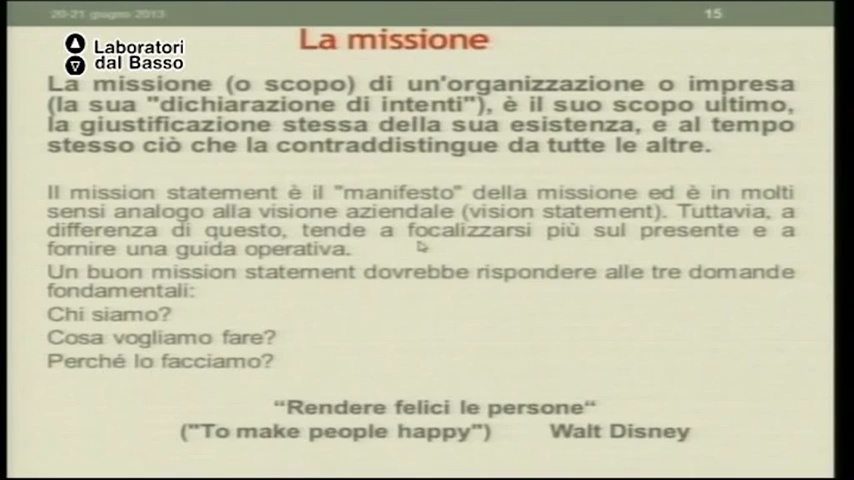 20-21 giugno 2013
15
La missione
Laboratori
dal Basso
La missione (o scopo) di un'organizzazione o impresa
(la sua "dichiarazione di intenti"), è il suo scopo ultimo,
la giustificazione stessa della sua esistenza, e al tempo
stesso ciò che la contraddistingue da tutte le altre.
Il mission statement è il "manifesto" della missione ed è in molti
sensi analogo alla visione aziendale (vision statement). Tuttavia, a
differenza di questo, tende a focalizzarsi più sul presente e a
fornire una guida operativa.
Un buon mission statement dovrebbe rispondere alle tre domande
fondamentali:
Chi siamo?
Cosa vogliamo fare?
Perché lo facciamo?
“Rendere felici le persone“
("To make people happy") Walt Disney